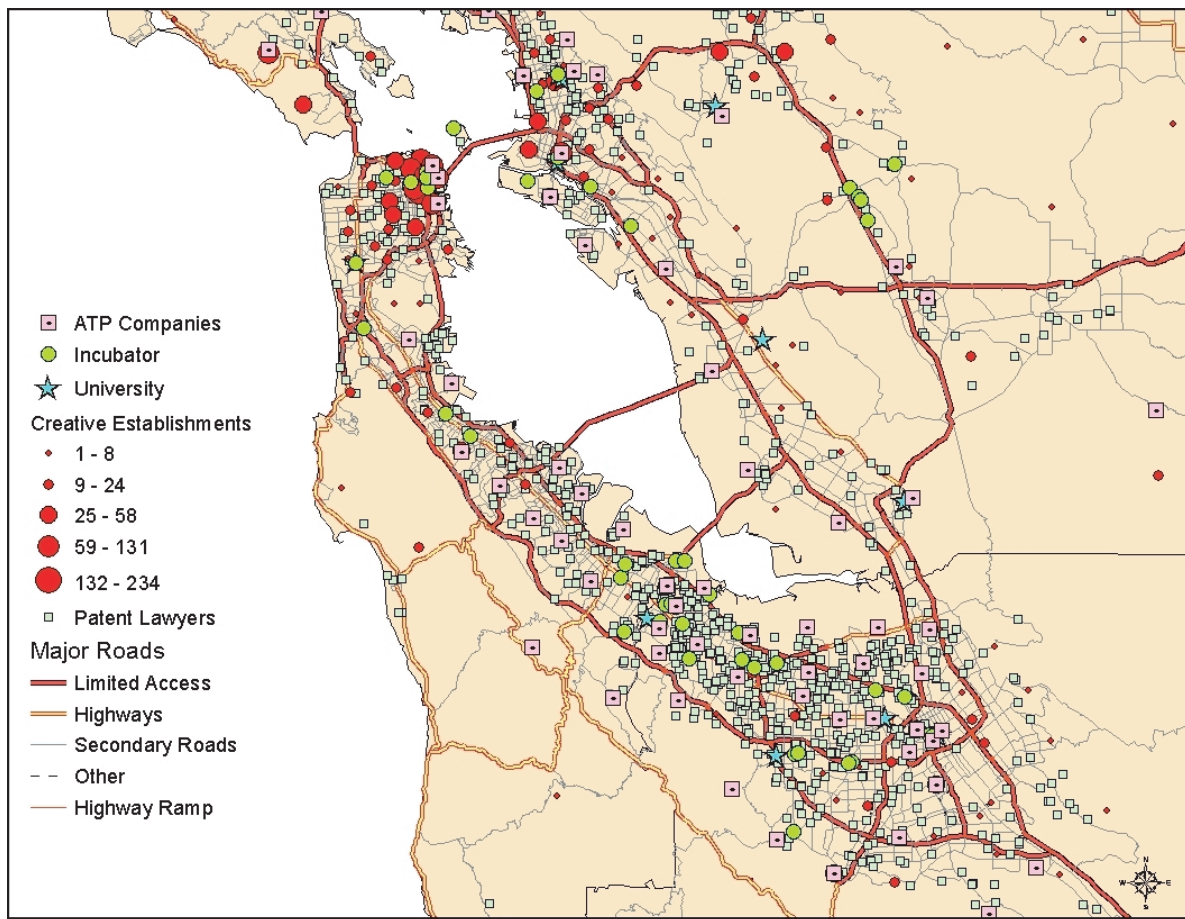 ATP Companies
Incubator
University
Creative Establishments
1 - 8
9 - 24
25 - 58
59 - 131
132 - 234
Patent Lawyers
Major Roads
Limited Access
Highways
Secondary Roads
Other
Highway Ramp
N
W E
S